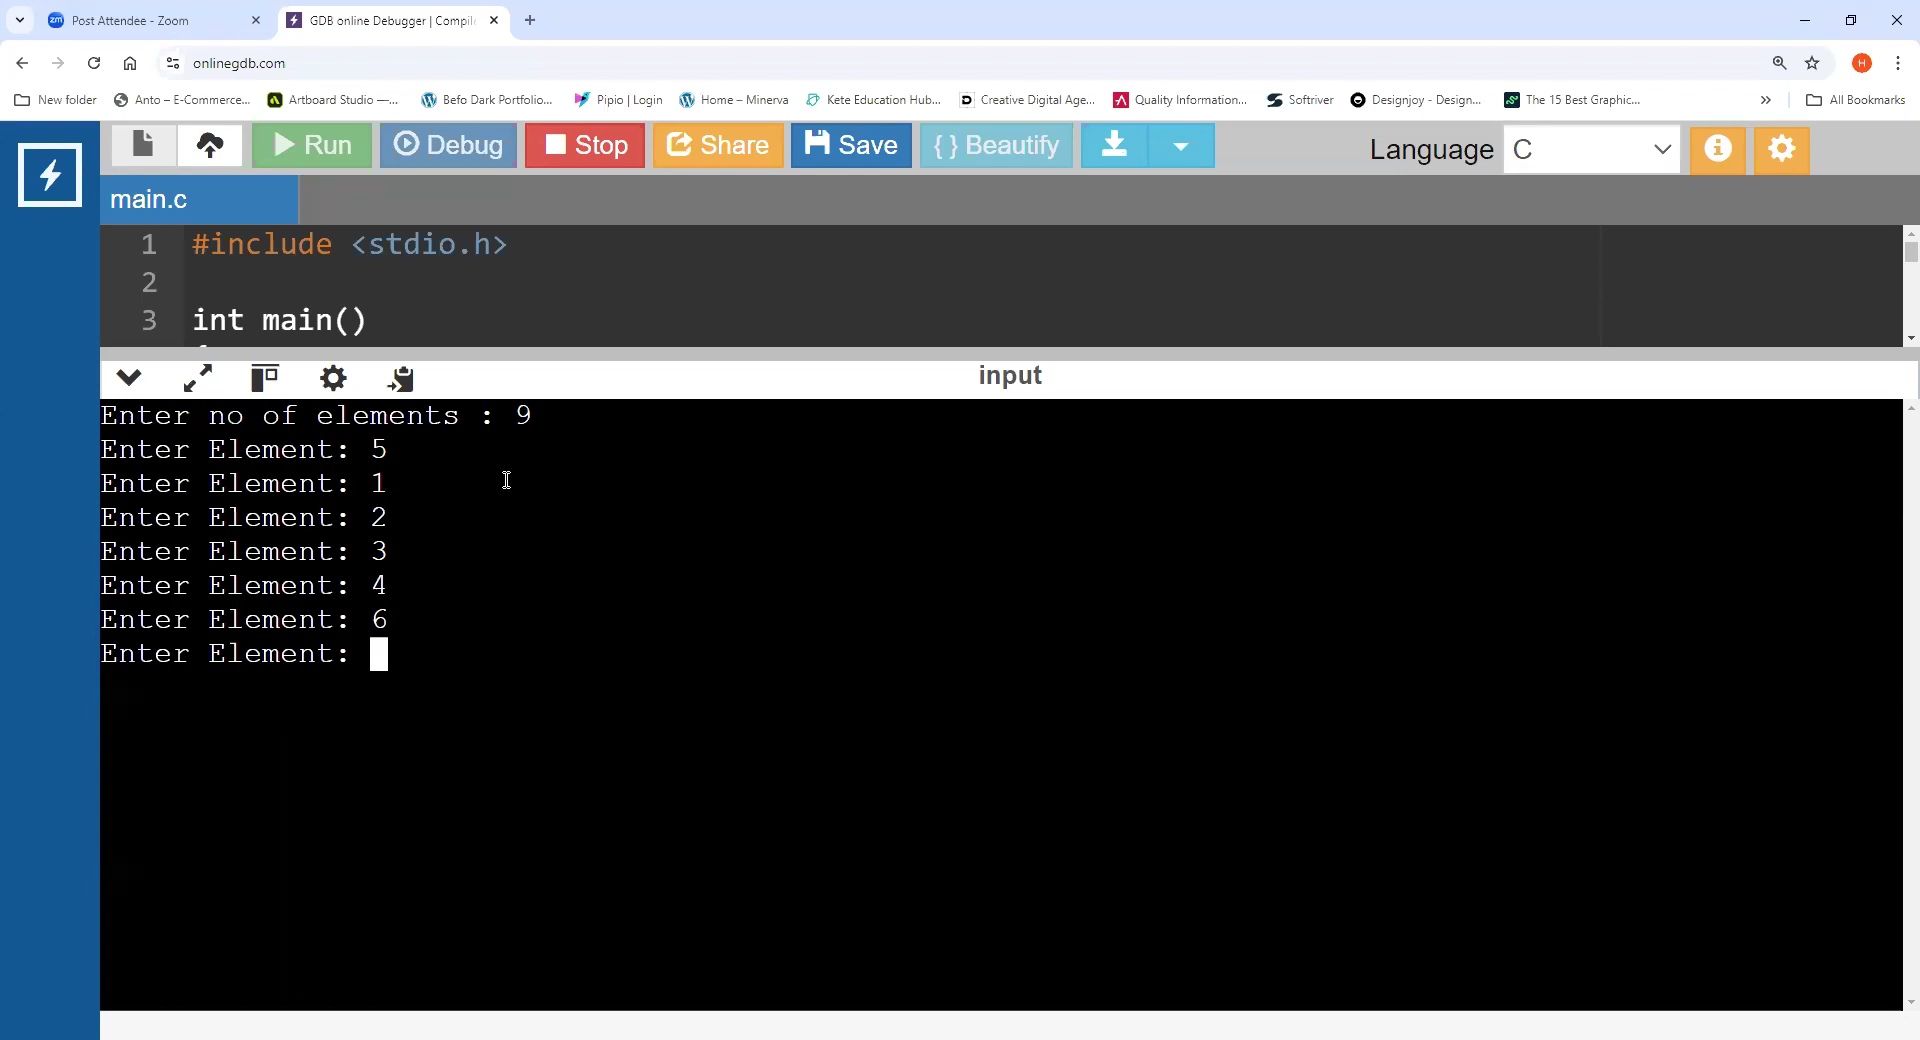 Post Attendee - Zoom
GDB online Debugger | Compil
onlinegdb.com
H
New folder
Anto – E-Commerce...
Artboard Studio —...
Befo Dark Portfolio...
Pipio | Login
Home – Minerva
Kete Education Hub...
Creative Digital Age...
Quality Information...
Softriver
Designjoy - Design...
The 15 Best Graphic...
All Bookmarks
Run
Debug
Stop
Share
Save
{ } Beautify
Language
C
main.c
1 #include <stdio.h>
2
3 int main()
input
Enter no of elements : 9
Enter Element: 5
Enter Element: 1
Enter Element: 2
Enter Element: 3
Enter Element: 4
Enter Element: 6
Enter Element: